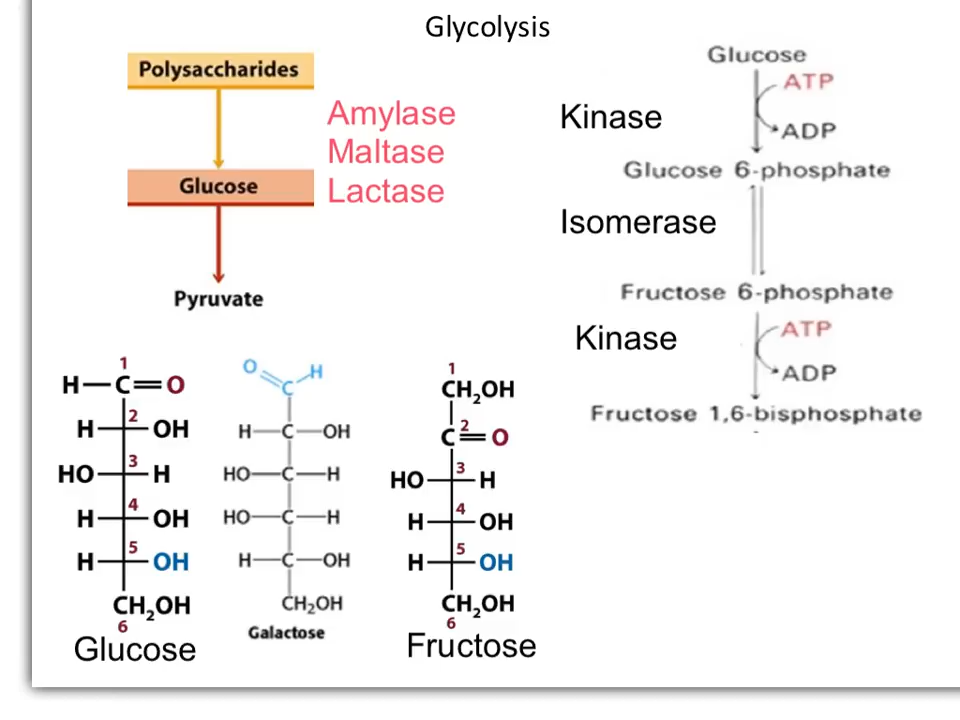 Glycolysis
Polysaccharides
Amylase
Maltase
Lactase
Glucose
Pyruvate
Glucose
ATP
Kinase
ADP
Glucose 6-phosphate
Isomerase
Fructose 6-phosphate
Kinase
ATP
ADP
Fructose 1,6-bisphosphate
1
H—C=O
2
H OH
3
HO H
4
H OH
5
H OH
CH₂OH
6
Glucose
O H
C
H—C—OH
HO—C—H
HO—C—H
H—C—OH
CH₂OH
Galactose
1
CH₂OH
2
C=O
3
HO H
4
H OH
5
H OH
CH₂OH
6
Fructose